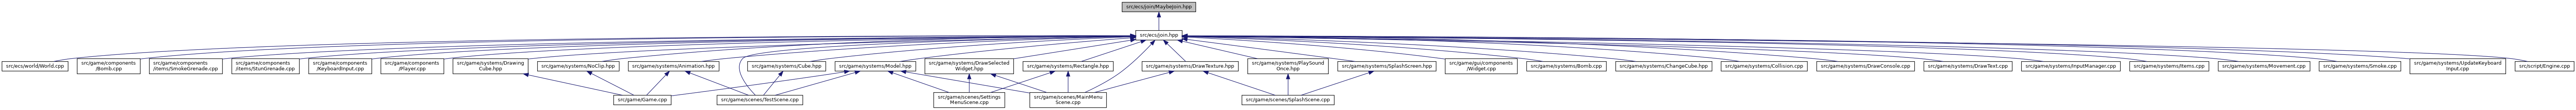 src/ecs/join/MaybeJoin.hpp
src/ecs/join.hpp
src/ecs/world/World.cpp
src/game/components
/Bomb.cpp
src/game/components
/items/SmokeGrenade.cpp
src/game/components
/items/StunGrenade.cpp
src/game/components
/KeyboardInput.cpp
src/game/components
/Player.cpp
src/game/systems/Drawing
Cube.hpp
src/game/systems/NoClip.hpp
src/game/systems/Animation.hpp
src/game/systems/Cube.hpp
src/game/systems/Model.hpp
src/game/systems/DrawSelected
Widget.hpp
src/game/systems/Rectangle.hpp
src/game/systems/DrawTexture.hpp
src/game/systems/PlaySound
Once.hpp
src/game/systems/SplashScreen.hpp
src/game/gui/components
/Widget.cpp
src/game/systems/Bomb.cpp
src/game/systems/ChangeCube.hpp
src/game/systems/Collision.cpp
src/game/systems/DrawConsole.cpp
src/game/systems/DrawText.cpp
src/game/systems/InputManager.cpp
src/game/systems/Items.cpp
src/game/systems/Movement.cpp
src/game/systems/Smoke.cpp
src/game/systems/UpdateKeyboard
Input.cpp
src/script/Engine.cpp
src/game/Game.cpp
src/game/scenes/TestScene.cpp
src/game/scenes/Settings
MenuScene.cpp
src/game/scenes/MainMenu
Scene.cpp
src/game/scenes/SplashScene.cpp